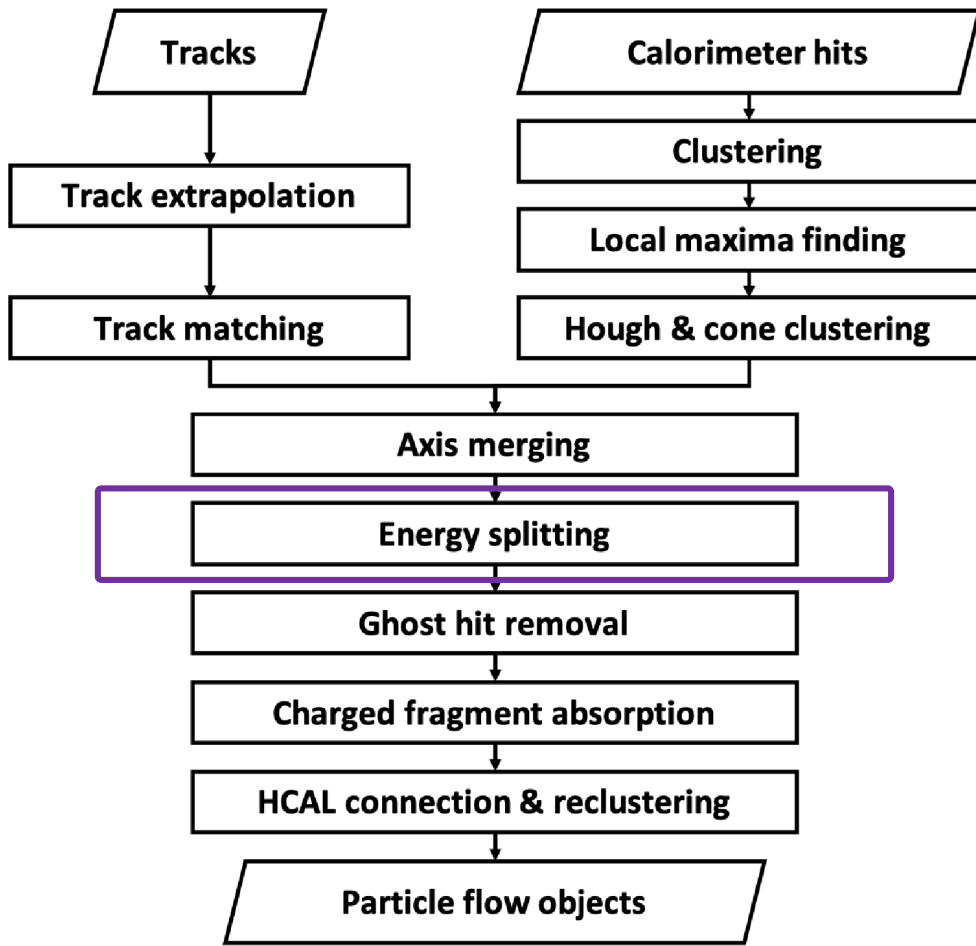 Tracks
Calorimeter hits
Clustering
Track extrapolation
Local maxima finding
Track matching
Hough & cone clustering
Axis merging
Energy splitting
Ghost hit removal
Charged fragment absorption
HCAL connection & reclustering
Particle flow objects